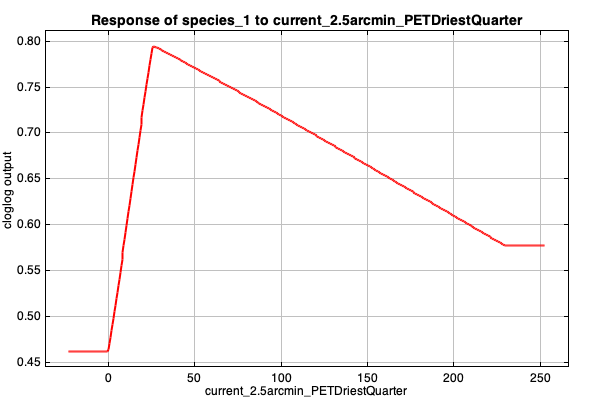 Response of species_1 to current_2.5arcmin_PETDriestQuarter
cloglog output
0.80
0.75
0.70
0.65
0.60
0.55
0.50
0.45
0 50 100 150 200 250
current_2.5arcmin_PETDriestQuarter